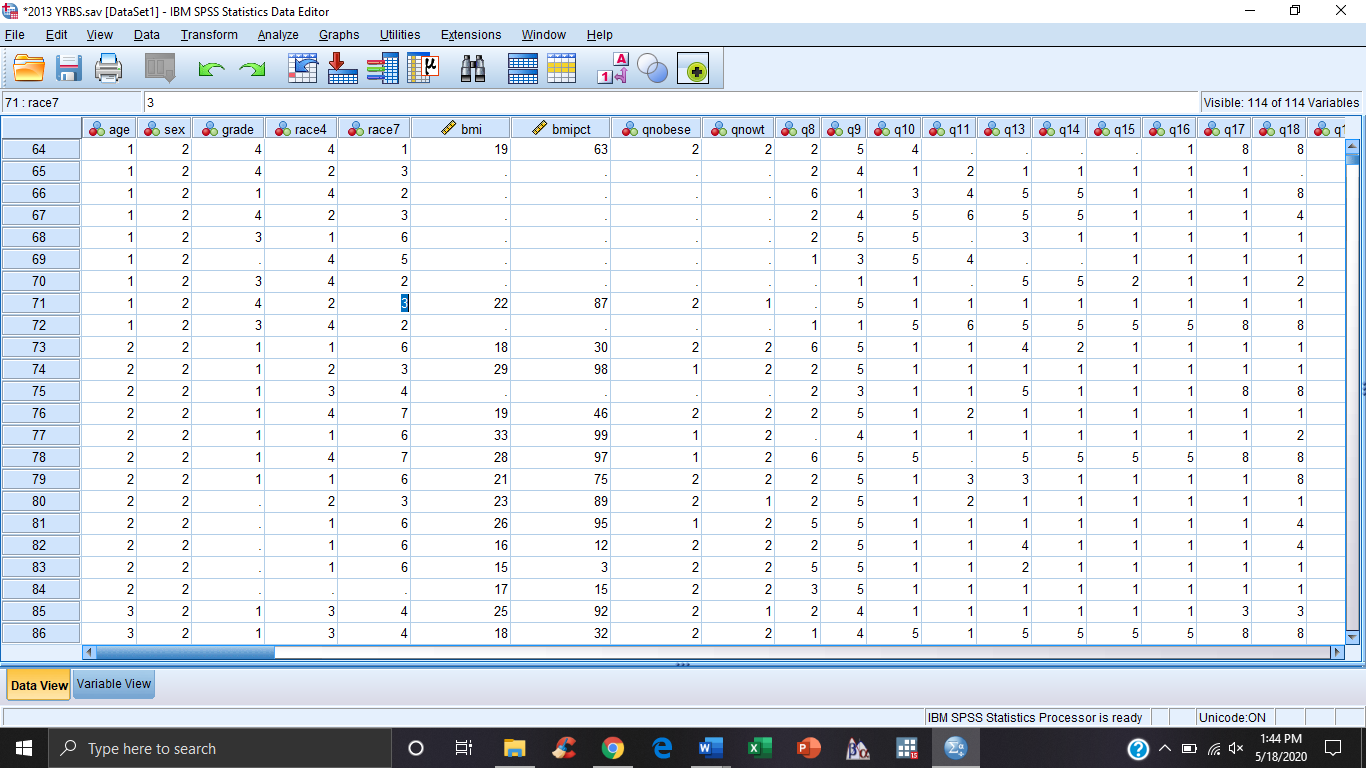 *2013 YRBS.sav [DataSet1] - IBM SPSS Statistics Data Editor
File Edit View Data Transform Analyze Graphs Utilities Extensions Window Help
71 : race7 3 Visible: 114 of 114 Variables
age sex grade race4 race7 bmi bmipct qnobese qnowt q8 q9 q10 q11 q13 q14 q15 q16 q17 q18 q1
64 1 2 4 4 1 19 63 2 2 2 5 4 . . . . 1 8 8
65 1 2 4 2 3 . . . . 2 4 1 2 1 1 1 1 1 .
66 1 2 1 4 2 . . . . 6 1 3 4 5 5 1 1 1 8
67 1 2 4 2 3 . . . . 2 4 5 6 5 5 1 1 1 4
68 1 2 3 1 6 . . . . 2 5 5 . 3 1 1 1 1 1
69 1 2 . 4 5 . . . . 1 3 5 4 . . 1 1 1 1
70 1 2 3 4 2 . . . . . 1 1 . 5 5 2 1 1 2
71 1 2 4 2 3 22 87 2 1 . 5 1 1 1 1 1 1 1 1
72 1 2 3 4 2 . . . . 1 1 5 6 5 5 5 5 8 8
73 2 2 1 1 6 18 30 2 2 6 5 1 1 4 2 1 1 1 1
74 2 2 1 2 3 29 98 1 2 2 5 1 1 1 1 1 1 1 1
75 2 2 1 3 4 . . . . 2 3 1 1 5 1 1 1 8 8
76 2 2 1 4 7 19 46 2 2 2 5 1 2 1 1 1 1 1 1
77 2 2 1 1 6 33 99 1 2 . 4 1 1 1 1 1 1 1 2
78 2 2 1 4 7 28 97 1 2 6 5 5 . 5 5 5 5 8 8
79 2 2 1 1 6 21 75 2 2 2 5 1 3 3 1 1 1 1 8
80 2 2 . 2 3 23 89 2 1 2 5 1 2 1 1 1 1 1 1
81 2 2 . 1 6 26 95 1 2 5 5 1 1 1 1 1 1 1 4
82 2 2 . 1 6 16 12 2 2 2 5 1 1 4 1 1 1 1 4
83 2 2 . 1 6 15 3 2 2 5 5 1 1 2 1 1 1 1 1
84 2 2 . . . 17 15 2 2 3 5 1 1 1 1 1 1 1 1
85 3 2 1 3 4 25 92 2 1 2 4 1 1 1 1 1 1 3 3
86 3 2 1 3 4 18 32 2 2 1 4 5 1 5 5 5 5 8 8
Data View Variable View
IBM SPSS Statistics Processor is ready Unicode:ON
Type here to search
1:44 PM
5/18/2020